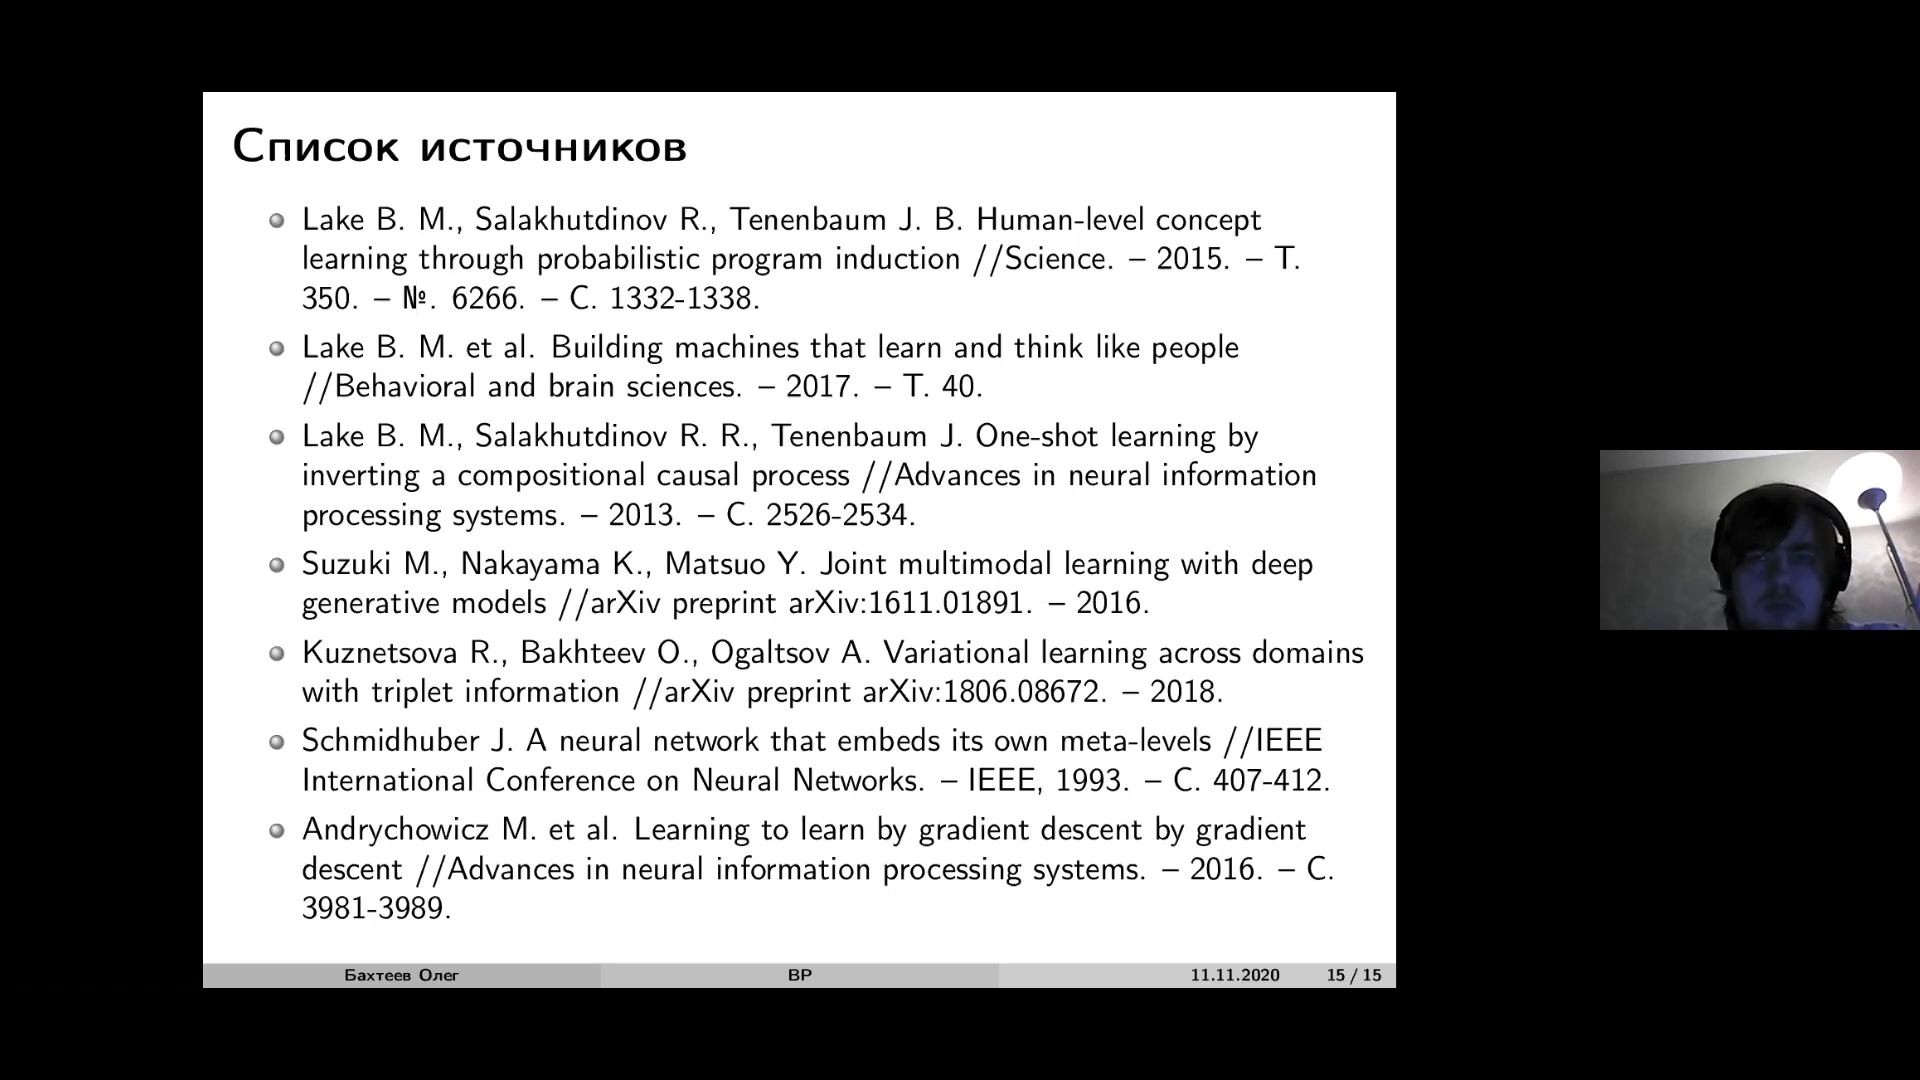 Список источников
Lake B. M., Salakhutdinov R., Tenenbaum J. B. Human-level concept
learning through probabilistic program induction //Science. – 2015. – Т.
350. – №. 6266. – С. 1332-1338.
Lake B. M. et al. Building machines that learn and think like people
//Behavioral and brain sciences. – 2017. – Т. 40.
Lake B. M., Salakhutdinov R. R., Tenenbaum J. One-shot learning by
inverting a compositional causal process //Advances in neural information
processing systems. – 2013. – С. 2526-2534.
Suzuki M., Nakayama K., Matsuo Y. Joint multimodal learning with deep
generative models //arXiv preprint arXiv:1611.01891. – 2016.
Kuznetsova R., Bakhteev O., Ogaltsov A. Variational learning across domains
with triplet information //arXiv preprint arXiv:1806.08672. – 2018.
Schmidhuber J. A neural network that embeds its own meta-levels //IEEE
International Conference on Neural Networks. – IEEE, 1993. – С. 407-412.
Andrychowicz M. et al. Learning to learn by gradient descent by gradient
descent //Advances in neural information processing systems. – 2016. – С.
3981-3989.
Бахтеев Олег ВР 11.11.2020 15 / 15